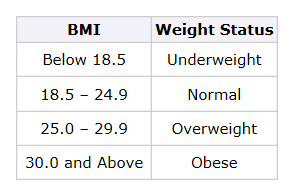 BMI Weight Status
Below 18.5 Underweight
18.5 – 24.9 Normal
25.0 – 29.9 Overweight
30.0 and Above Obese